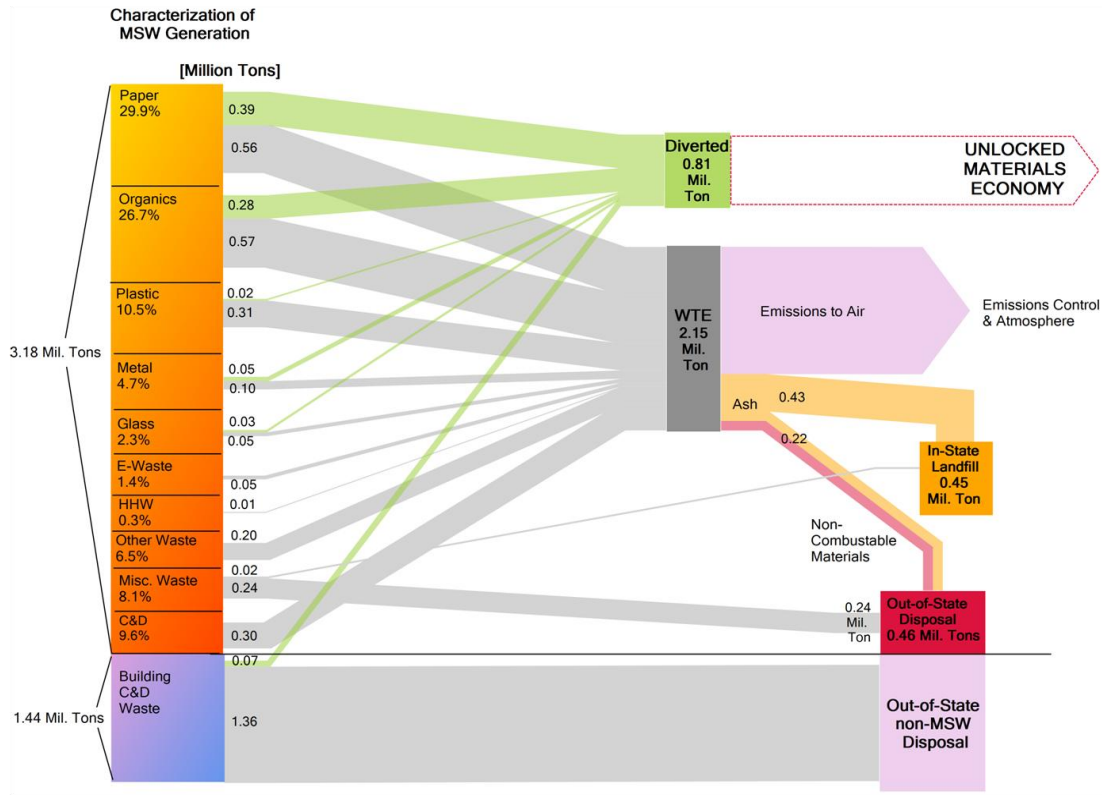 Characterization of
MSW Generation
[Million Tons]
Paper
29.9%
0.39
0.56
Organics
26.7%
0.28
0.57
Plastic
10.5%
0.02
0.31
Metal
4.7%
0.05
0.10
Glass
2.3%
0.03
0.05
E-Waste
1.4%
0.05
HHW
0.3%
0.01
Other Waste
6.5%
0.20
Misc. Waste
8.1%
0.02
0.24
C&D
9.6%
0.30
3.18 Mil. Tons
Building
C&D
Waste
0.07
1.36
1.44 Mil. Tons
Diverted
0.81
Mil.
Ton
UNLOCKED
MATERIALS
ECONOMY
WTE
2.15
Mil.
Ton
Emissions to Air
Emissions Control
& Atmosphere
Ash
0.43
0.22
In-State
Landfill
0.45
Mil. Ton
Non-
Combustable
Materials
0.24
Mil.
Ton
Out-of-State
Disposal
0.46 Mil. Tons
Out-of-State
non-MSW
Disposal